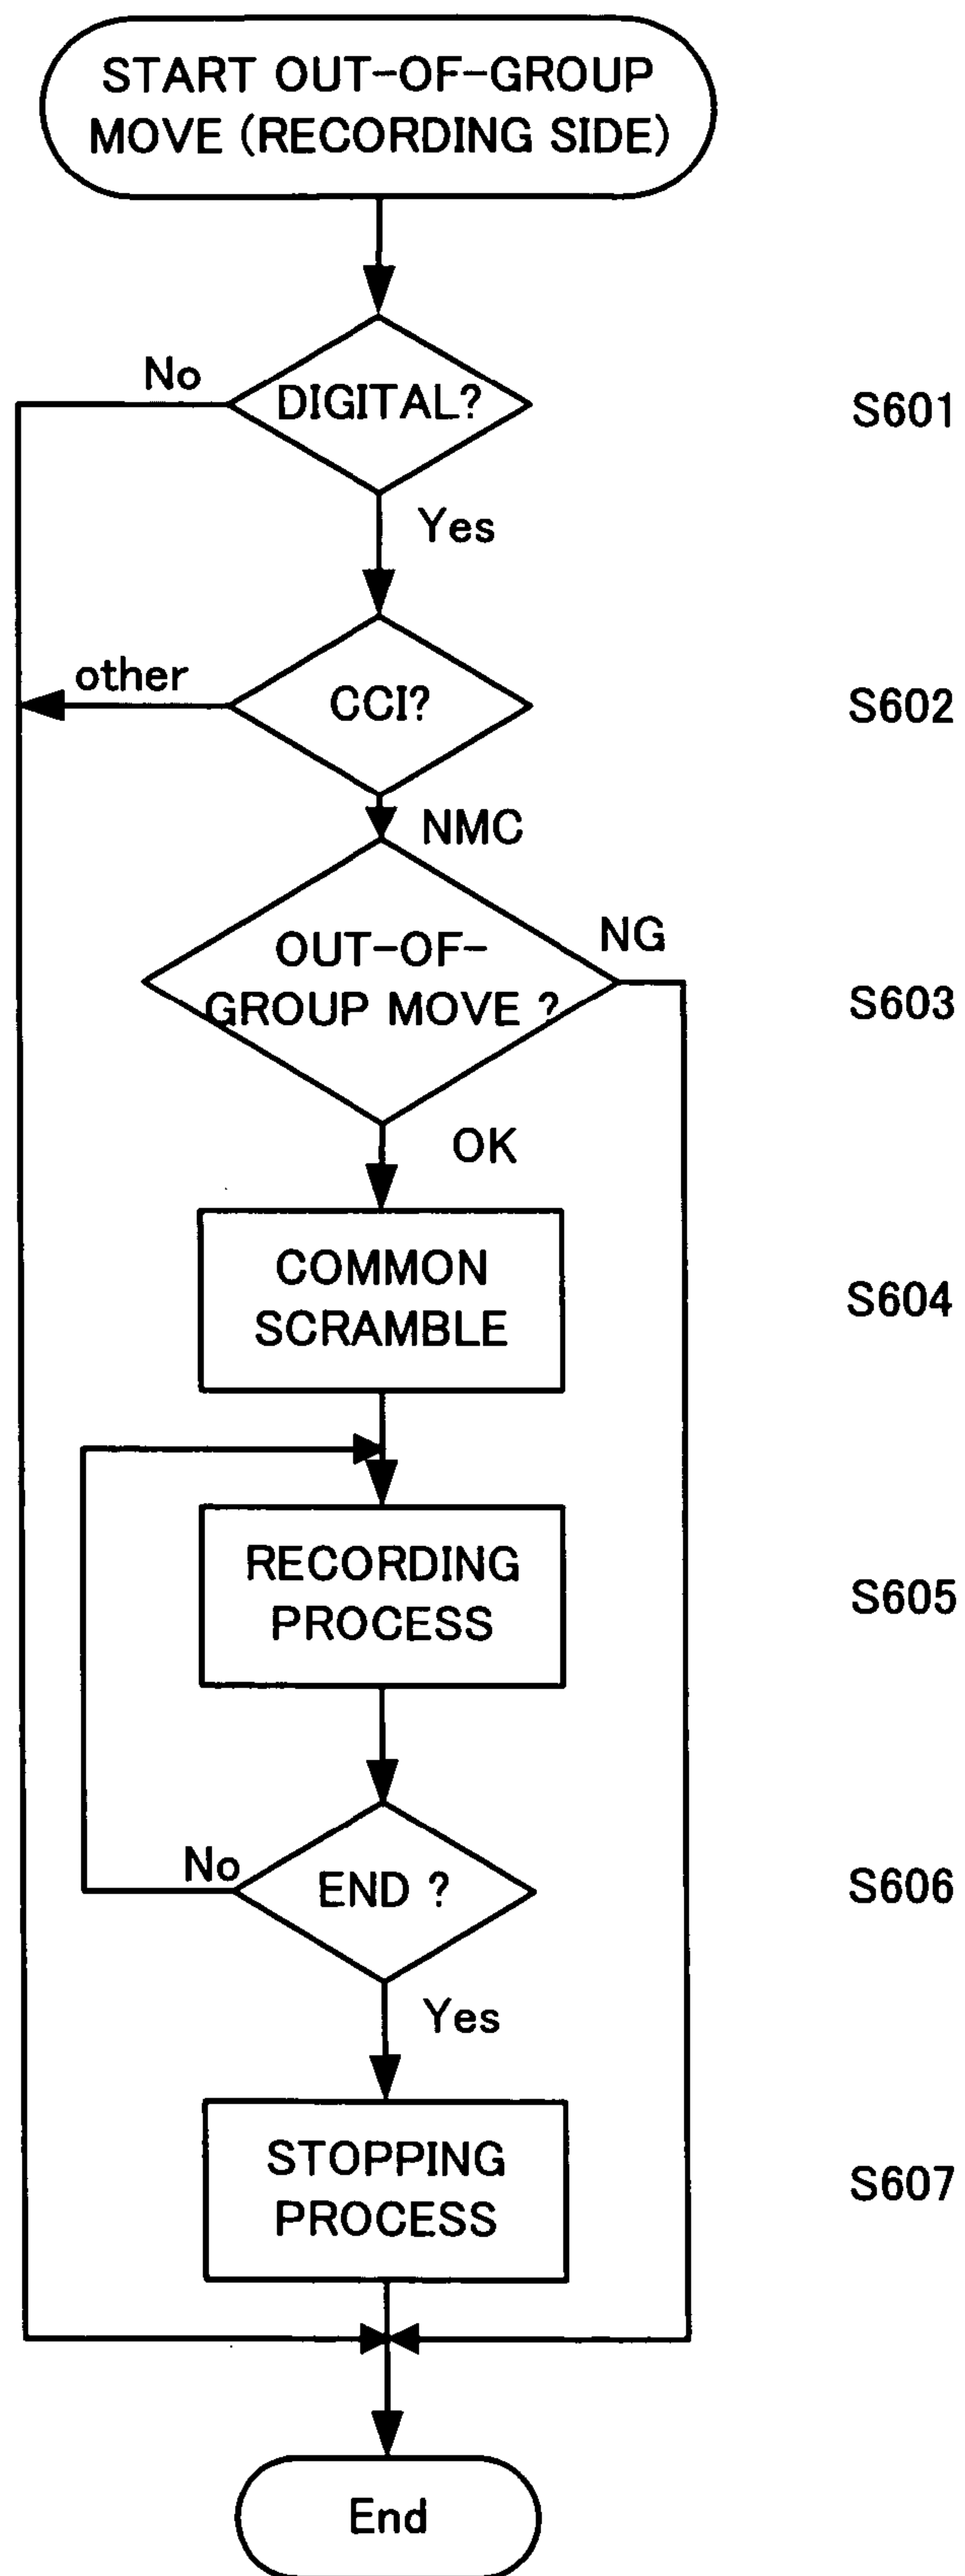 START OUT-OF-GROUP
MOVE (RECORDING SIDE)
No
DIGITAL?
S601
Yes
other
CCI?
S602
NMC
OUT-OF-
GROUP MOVE ?
NG
S603
OK
COMMON
SCRAMBLE
S604
RECORDING
PROCESS
S605
No
END ?
S606
Yes
STOPPING
PROCESS
S607
End